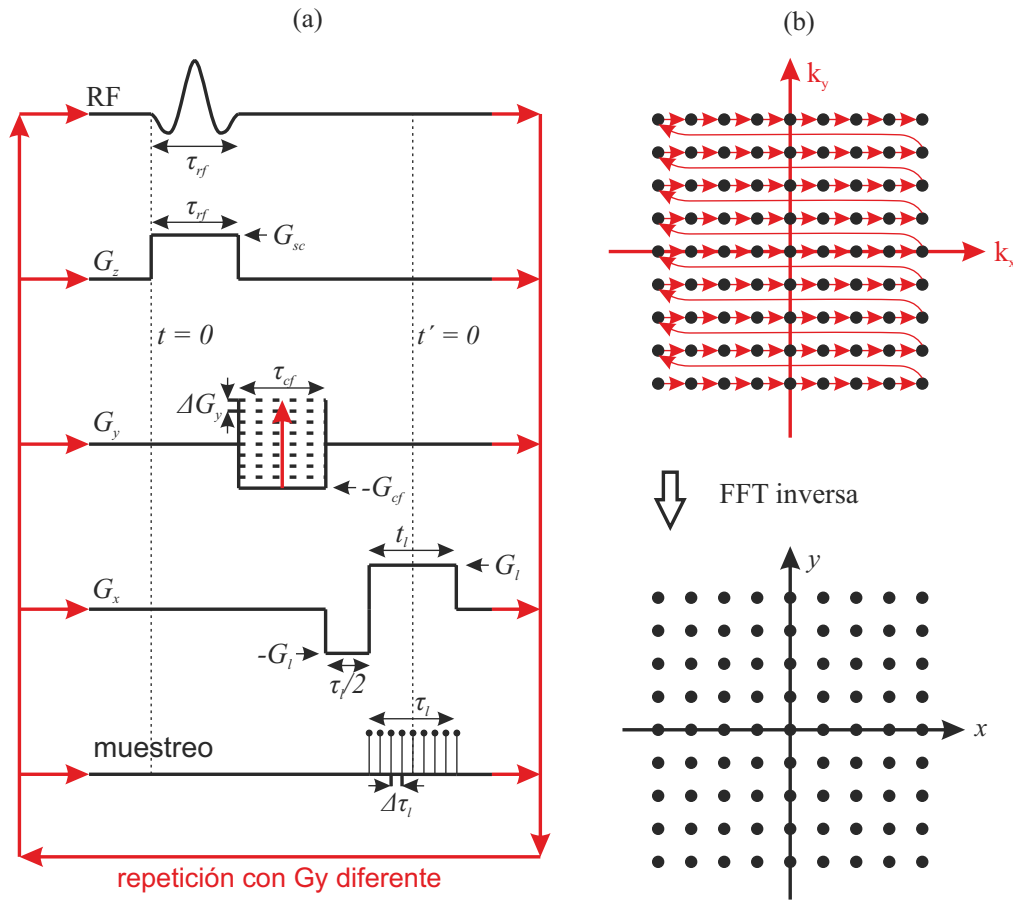 (a)
RF
τrf
τrf
Gsc
Gz
t = 0
t´ = 0
τcf
ΔGy
Gy
-Gcf
tl
Gl
Gx
-Gl
τl/2
τl
muestreo
Δτl
repetición con Gy diferente
(b)
ky
kx
FFT inversa
y
x